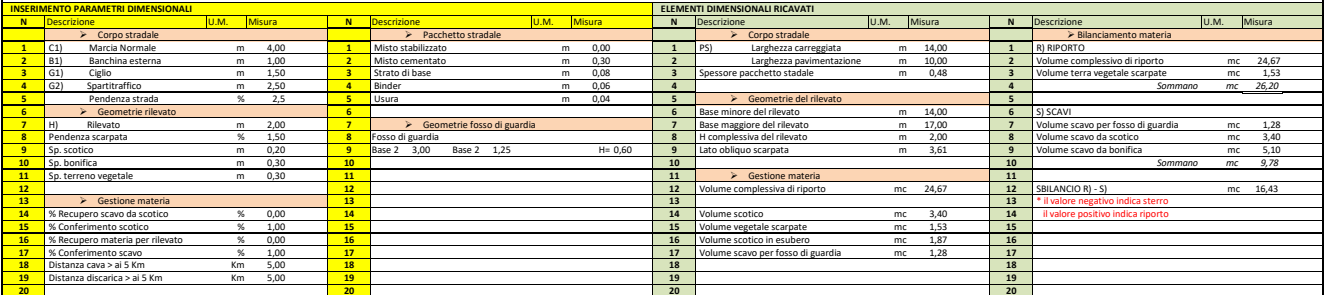 INSERIMENTO PARAMETRI DIMENSIONALI ELEMENTI DIMENSIONALI RICAVATI
N Descrizione U.M. Misura N Descrizione U.M. Misura N Descrizione U.M. Misura N Descrizione U.M. Misura
➢ Corpo stradale ➢ Pacchetto stradale ➢ Corpo stradale ➢ Bilanciamento materia
1 C1) Marcia Normale m 4,00 1 Misto stabilizzato m 0,00 1 PS) Larghezza carreggiata m 14,00 1 R) RIPORTO
2 B1) Banchina esterna m 1,00 2 Misto cementato m 0,30 2 Larghezza pavimentazione m 10,00 2 Volume complessivo di riporto mc 24,67
3 G1) Ciglio m 1,50 3 Strato di base m 0,08 3 Spessore pacchetto stadale m 0,48 3 Volume terra vegetale scarpate mc 1,53
4 G2) Spartitraffico m 2,50 4 Binder m 0,06 4 4 Sommano mc 26,20
5 Pendenza strada % 2,5 5 Usura m 0,04 5 ➢ Geometrie del rilevato 5
6 ➢ Geometrie rilevato 6 6 Base minore del rilevato m 14,00 6 S) SCAVI
7 H) Rilevato m 2,00 7 ➢ Geometrie fosso di guardia 7 Base maggiore del rilevato m 17,00 7 Volume scavo per fosso di guardia mc 1,28
8 Pendenza scarpata % 1,50 8 Fosso di guardia 8 H complessiva del rilevato m 2,00 8 Volume scavo da scotico mc 3,40
9 Sp. scotico m 0,20 9 Base 2 3,00 Base 2 1,25 H= 0,60 9 Lato obliquo scarpata m 3,61 9 Volume scavo da bonifica mc 5,10
10 Sp. bonifica m 0,30 10 10 10 Sommano mc 9,78
11 Sp. terreno vegetale m 0,30 11 11 ➢ Gestione materia 11
12 12 12 Volume complessiva di riporto mc 24,67 12 SBILANCIO R) - S) mc 16,43
13 ➢ Gestione materia 13 13 13 * il valore negativo indica sterro
14 % Recupero scavo da scotico % 0,00 14 14 Volume scotico mc 3,40 14 il valore positivo indica riporto
15 % Conferimento scotico % 1,00 15 15 Volume vegetale scarpate mc 1,53 15
16 % Recupero materia per rilevato % 0,00 16 16 Volume scotico in esubero mc 1,87 16
17 % Conferimento scavo % 1,00 17 17 Volume scavo per fosso di guardia mc 1,28 17
18 Distanza cava > ai 5 Km Km 5,00 18 18 18
19 Distanza discarica > ai 5 Km Km 5,00 19 19 19
20 20 20 20